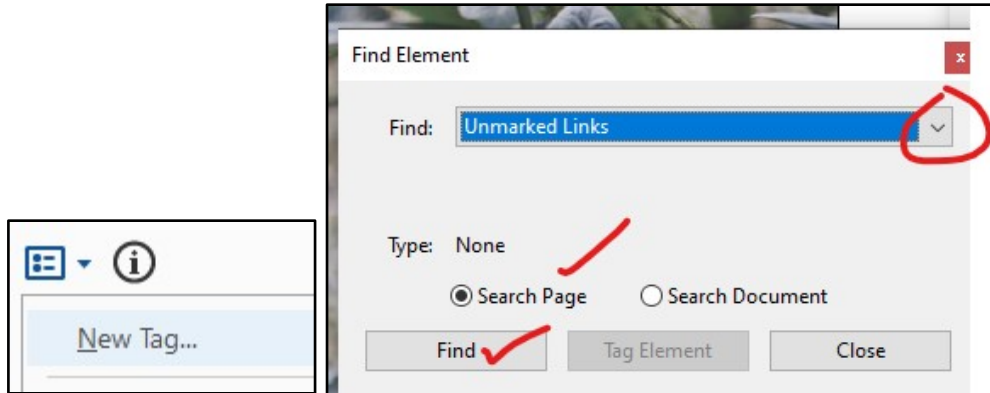 Find Element
Find: Unmarked Links
Type: None
Search Page Search Document
Find Tag Element Close
New Tag...